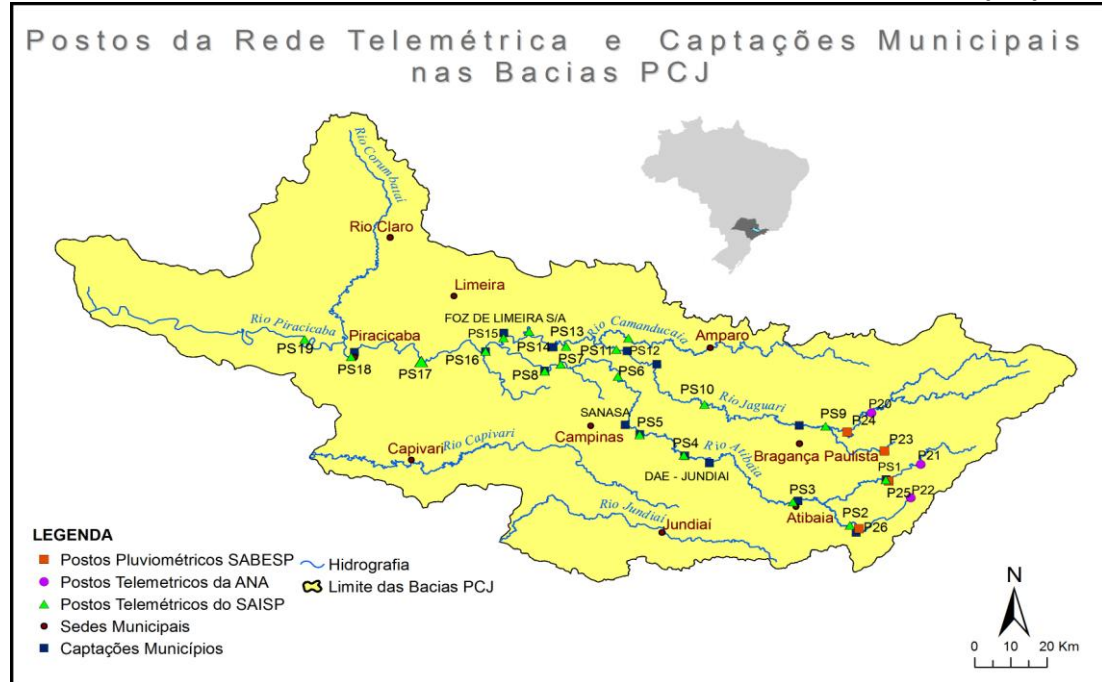 Postos da Rede Telemétrica e Captações Municipais
nas Bacias PCJ
Rio Corumbataí
Rio Claro
Limeira
FOZ DE LIMEIRA S/A
Rio Piracicaba
Piracicaba
PS15
PS14
PS13
Rio Camanducaia
Amparo
PS19
PS18
PS17
PS16
PS8
PS7
PS11
PS12
PS6
PS10
Rio Jaguari
PS9
P20
P24
SANASA
PS5
Campinas
PS4
Rio Atibaia
Bragança Paulista
P23
PS1
P21
Capivari
Rio Capivari
DAE - JUNDIAI
PS3
P25
P22
Atibaia
PS2
P26
Rio Jundiaí
Jundiaí
LEGENDA
Postos Pluviométricos SABESP
Postos Telemetricos da ANA
Postos Telemétricos do SAISP
Sedes Municipais
Captações Municípios
Hidrografia
Limite das Bacias PCJ
N
0 10 20 Km